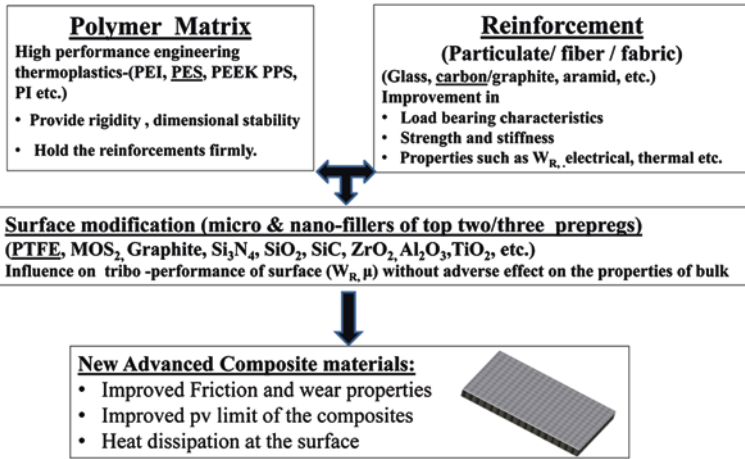 Polymer Matrix
High performance engineering
thermoplastics-(PEI, PES, PEEK PPS,
PI etc.)
• Provide rigidity , dimensional stability
• Hold the reinforcements firmly.
Reinforcement
(Particulate/ fiber / fabric)
(Glass, carbon/graphite, aramid, etc.)
Improvement in
• Load bearing characteristics
• Strength and stiffness
• Properties such as W_R, . electrical, thermal etc.
Surface modification (micro & nano-fillers of top two/three prepregs)
(PTFE, MOS₂, Graphite, Si₃N₄, SiO₂, SiC, ZrO₂, Al₂O₃,TiO₂, etc.)
Influence on tribo -performance of surface (W_R, μ) without adverse effect on the properties of bulk
New Advanced Composite materials:
• Improved Friction and wear properties
• Improved pv limit of the composites
• Heat dissipation at the surface